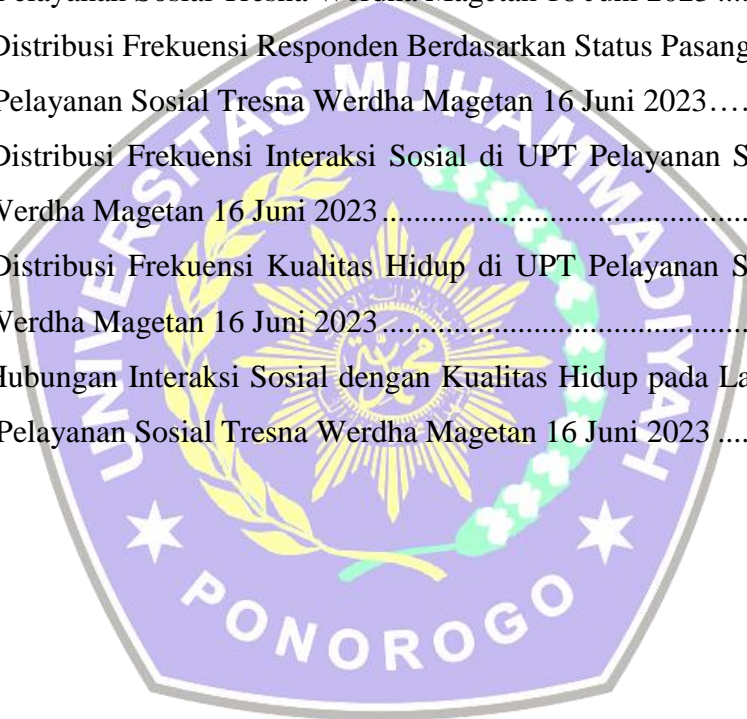 Pelayanan Sosial Tresna Werdha Magetan 16 Juni 2023 ....
Distribusi Frekuensi Responden Berdasarkan Status Pasang
Pelayanan Sosial Tresna Werdha Magetan 16 Juni 2023.....
Distribusi Frekuensi Interaksi Sosial di UPT Pelayanan S
Werdha Magetan 16 Juni 2023 ..................................................
Distribusi Frekuensi Kualitas Hidup di UPT Pelayanan S
Werdha Magetan 16 Juni 2023 ..................................................
Hubungan Interaksi Sosial dengan Kualitas Hidup pada La
Pelayanan Sosial Tresna Werdha Magetan 16 Juni 2023 ....
UNIVERSITAS MUHAMMADIYAH
PONOROGO